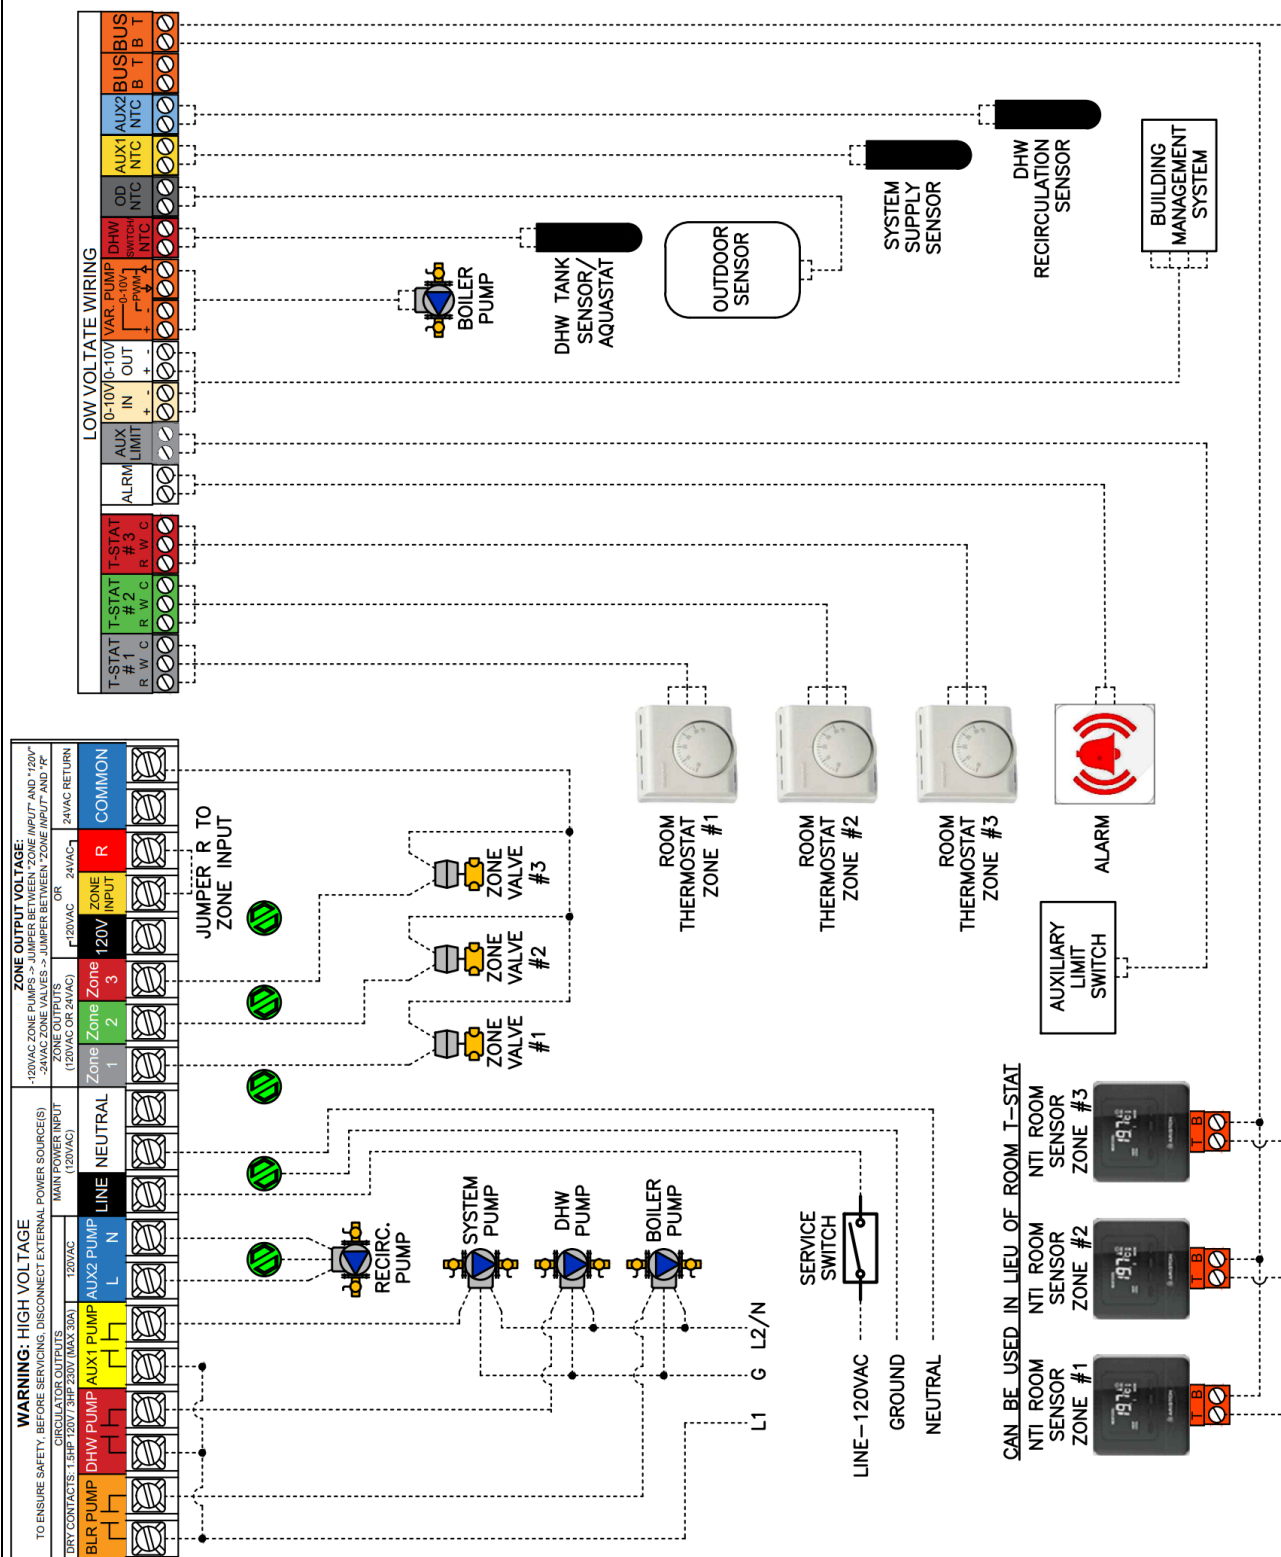 WARNING: HIGH VOLTAGE
TO ENSURE SAFETY, BEFORE SERVICING, DISCONNECT EXTERNAL POWER SOURCE(S)
CIRCULATOR OUTPUTS
DRY CONTACTS: 1.5HP 120V / 3HP 230V (MAX 30A)
120VAC
MAIN POWER INPUT
(120VAC)
BLR PUMP
DHW PUMP
AUX1 PUMP
AUX2 PUMP
L N
LINE
NEUTRAL
ZONE OUTPUT VOLTAGE:
-120VAC ZONE PUMPS -> JUMPER BETWEEN "ZONE INPUT" AND "120V"
-24VAC ZONE VALVES -> JUMPER BETWEEN "ZONE INPUT" AND "R"
ZONE OUTPUTS
(120VAC OR 24VAC)
120VAC
OR
24VAC
24VAC RETURN
Zone
1
Zone
2
Zone
3
120V
ZONE
INPUT
R
COMMON
LOW VOLTATE WIRING
T-STAT
# 1
R W C
T-STAT
# 2
R W C
T-STAT
# 3
R W C
ALRM
AUX
LIMIT
0-10V
IN
+ -
0-10V
OUT
+ -
VAR. PUMP
0-10V
PWM
+ -
DHW
SWITCH/
NTC
OD
NTC
AUX1
NTC
AUX2
NTC
BUS
B T
BUS
B T
JUMPER R TO
ZONE INPUT
RECIRC.
PUMP
SYSTEM
PUMP
DHW
PUMP
BOILER
PUMP
ZONE
VALVE
#1
ZONE
VALVE
#2
ZONE
VALVE
#3
BOILER
PUMP
DHW TANK
SENSOR/
AQUASTAT
OUTDOOR
SENSOR
SYSTEM
SUPPLY
SENSOR
DHW
RECIRCULATION
SENSOR
BUILDING
MANAGEMENT
SYSTEM
ROOM
THERMOSTAT
ZONE #1
ROOM
THERMOSTAT
ZONE #2
ROOM
THERMOSTAT
ZONE #3
ALARM
AUXILIARY
LIMIT
SWITCH
L1
G
L2/N
SERVICE
SWITCH
LINE-120VAC
GROUND
NEUTRAL
CAN BE USED IN LIEU OF ROOM T-STAT
NTI ROOM
SENSOR
ZONE #1
T B
NTI ROOM
SENSOR
ZONE #2
T B
NTI ROOM
SENSOR
ZONE #3
T B
ARISTON
ARISTON
ARISTON